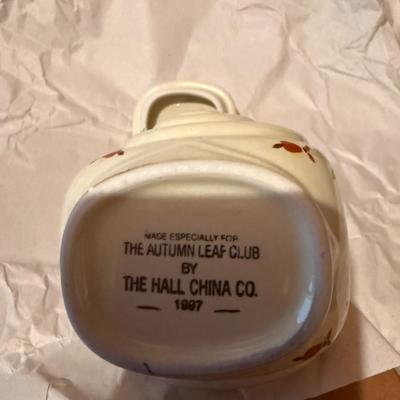 MADE ESPECIALLY FOR
THE AUTUMN LEAF CLUB
BY
THE HALL CHINA CO.
— 1997 —